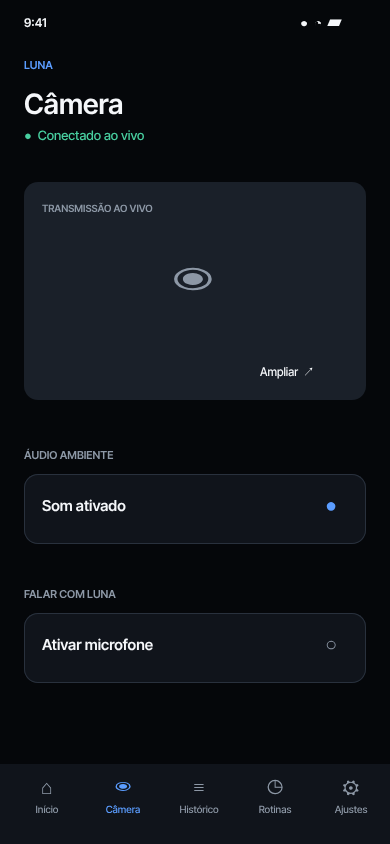 9:41
LUNA
Câmera
Conectado ao vivo
TRANSMISSÃO AO VIVO
Ampliar ↗
ÁUDIO AMBIENTE
Som ativado
FALAR COM LUNA
Ativar microfone
Início Câmera Histórico Rotinas Ajustes